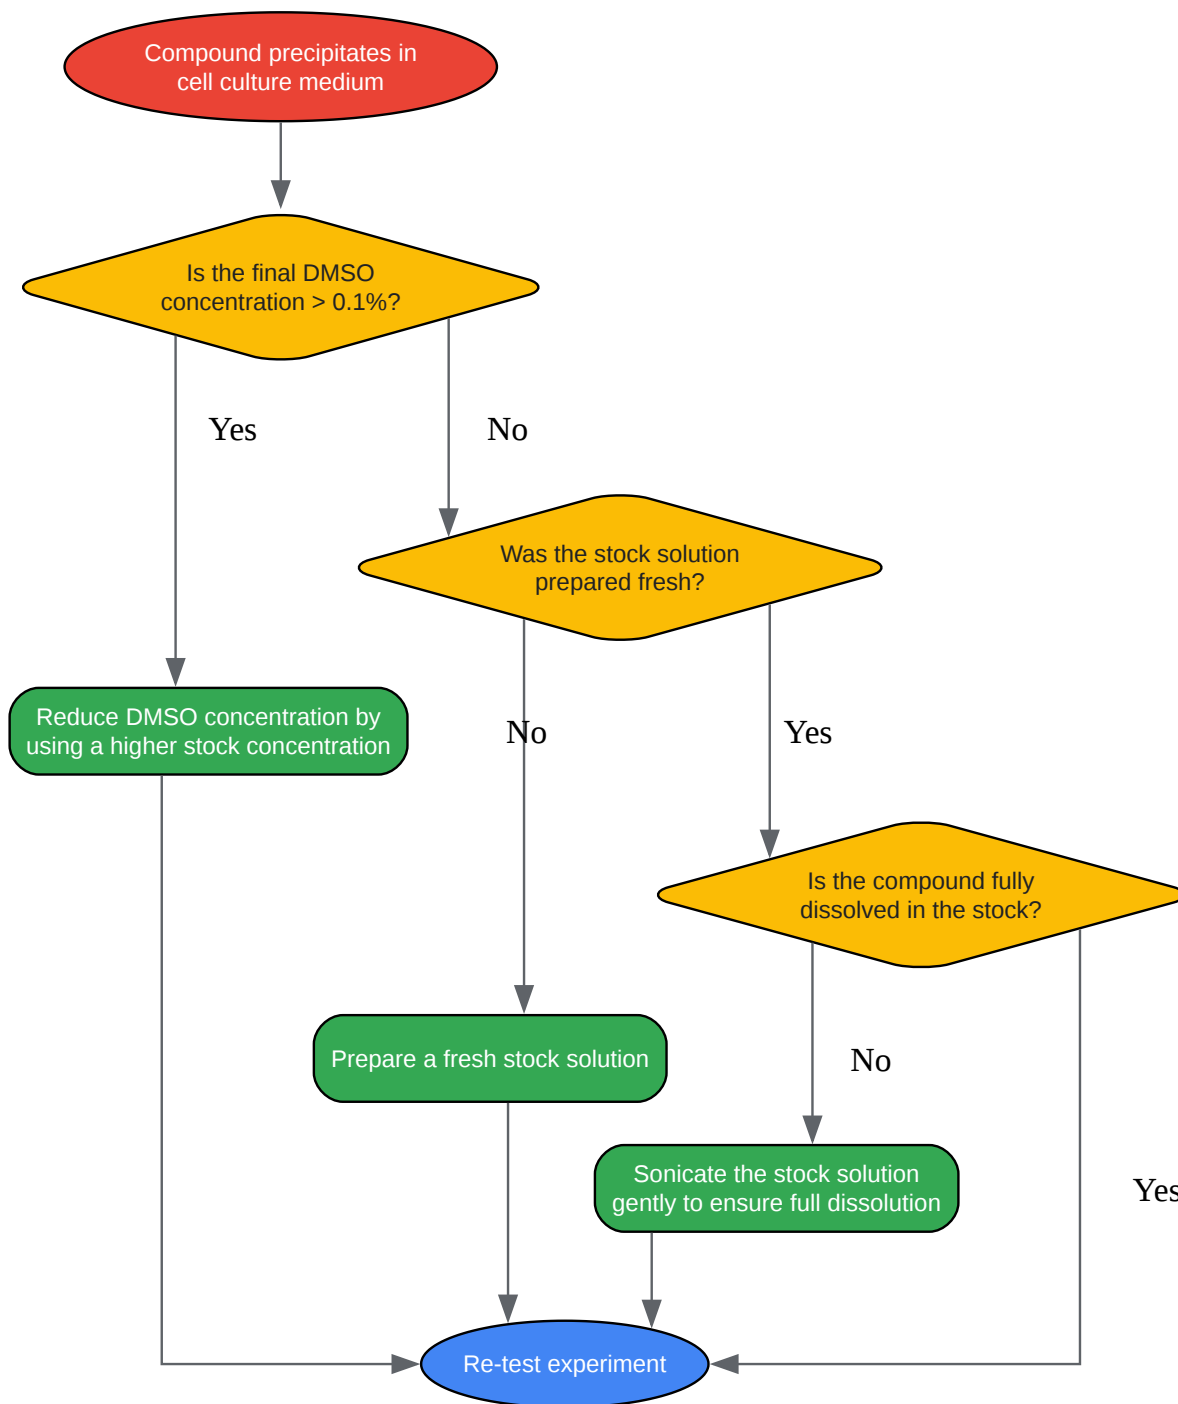 Compound precipitates in
cell culture medium
Is the final DMSO
concentration > 0.1%?
Yes
No
Was the stock solution
prepared fresh?
Reduce DMSO concentration by
using a higher stock concentration
No
Yes
Is the compound fully
dissolved in the stock?
Prepare a fresh stock solution
No
Sonicate the stock solution
gently to ensure full dissolution
Yes
Re-test experiment